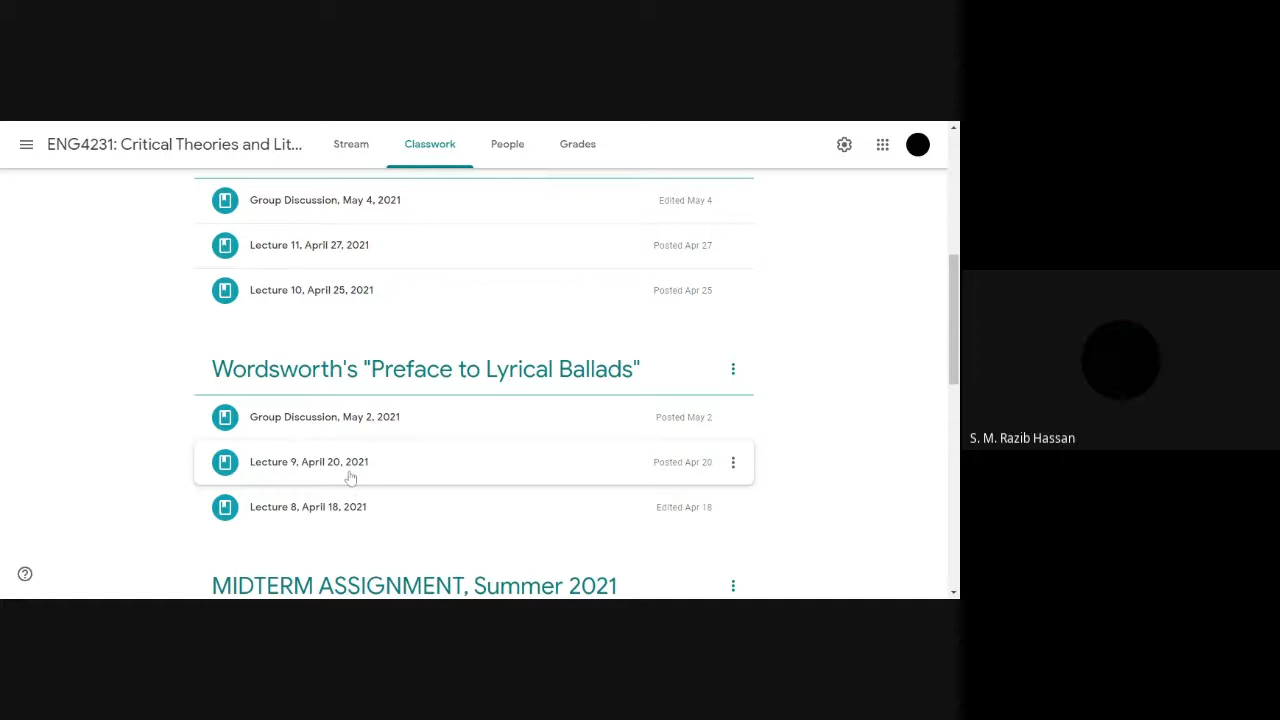 ENG4231: Critical Theories and Lit... Stream Classwork People Grades
Group Discussion, May 4, 2021 Edited May 4
Lecture 11, April 27, 2021 Posted Apr 27
Lecture 10, April 25, 2021 Posted Apr 25
Wordsworth's "Preface to Lyrical Ballads"
Group Discussion, May 2, 2021 Posted May 2
Lecture 9, April 20, 2021 Posted Apr 20
Lecture 8, April 18, 2021 Edited Apr 18
MIDTERM ASSIGNMENT, Summer 2021
S. M. Razib Hassan